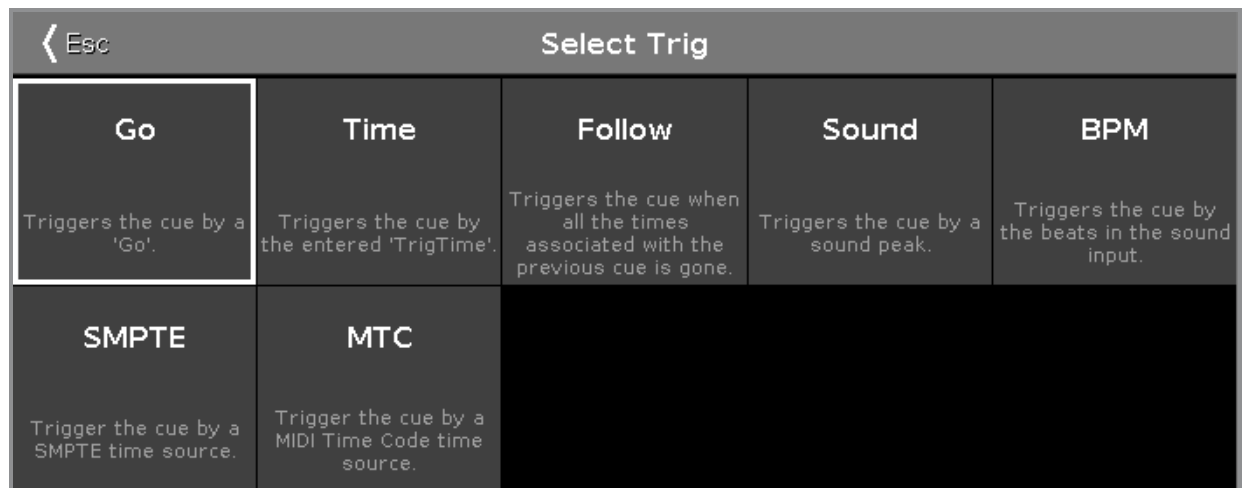 Esc
Select Trig
Go
Triggers the cue by a
'Go'.
Time
Triggers the cue by
the entered 'TrigTime'.
Follow
Triggers the cue when
all the times
associated with the
previous cue is gone.
Sound
Triggers the cue by a
sound peak.
BPM
Triggers the cue by
the beats in the sound
input.
SMPTE
Trigger the cue by a
SMPTE time source.
MTC
Trigger the cue by a
MIDI Time Code time
source.